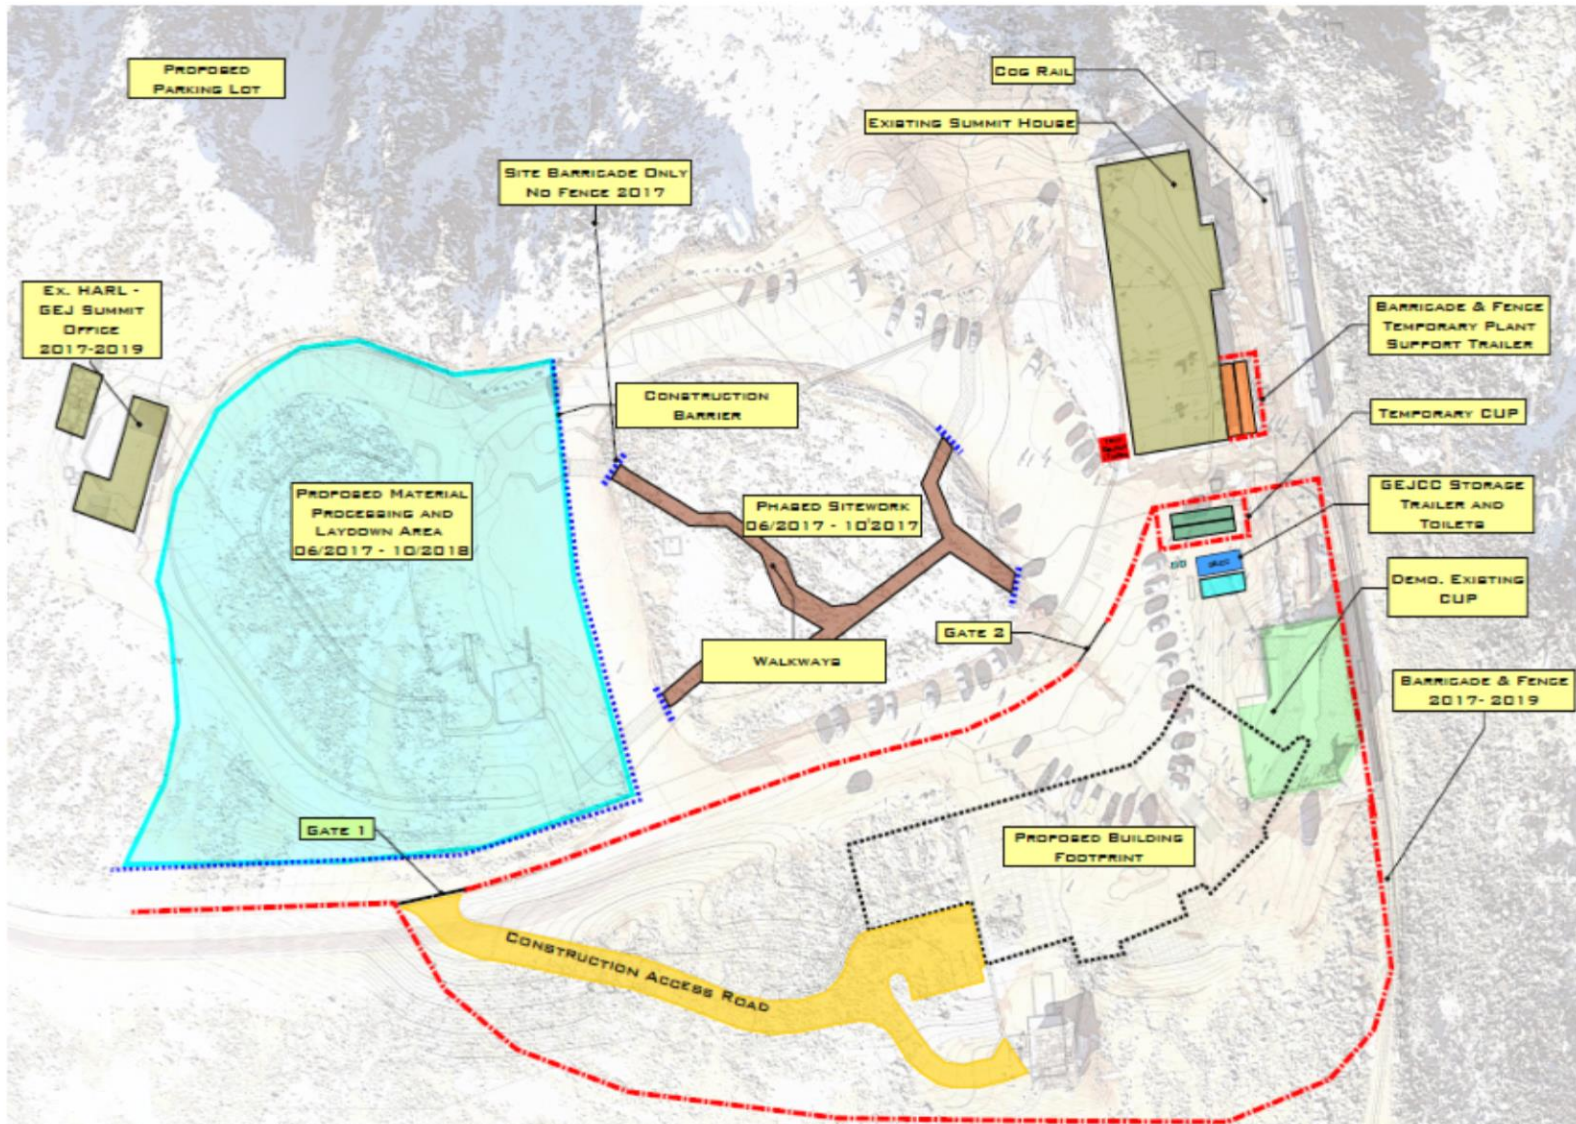 PROPOSED
PARKING LOT
COG RAIL
EXISTING SUMMIT HOUSE
SITE BARRICADE ONLY
NO FENCE 2017
EX. HARL -
GEJ SUMMIT
OFFICE
2017-2019
BARRICADE & FENCE
TEMPORARY PLANT
SUPPORT TRAILER
CONSTRUCTION
BARRIER
TEMPORARY CUP
PROPOSED MATERIAL
PROCESSING AND
LAYDOWN AREA
06/2017 - 10/2018
PHASED SITEWORK
06/2017 - 10'2017
GEJCC STORAGE
TRAILER AND
TOILETS
DEMO. EXISTING
CUP
GATE 2
WALKWAYS
BARRICADE & FENCE
2017- 2019
GATE 1
PROPOSED BUILDING
FOOTPRINT
CONSTRUCTION ACCESS ROAD